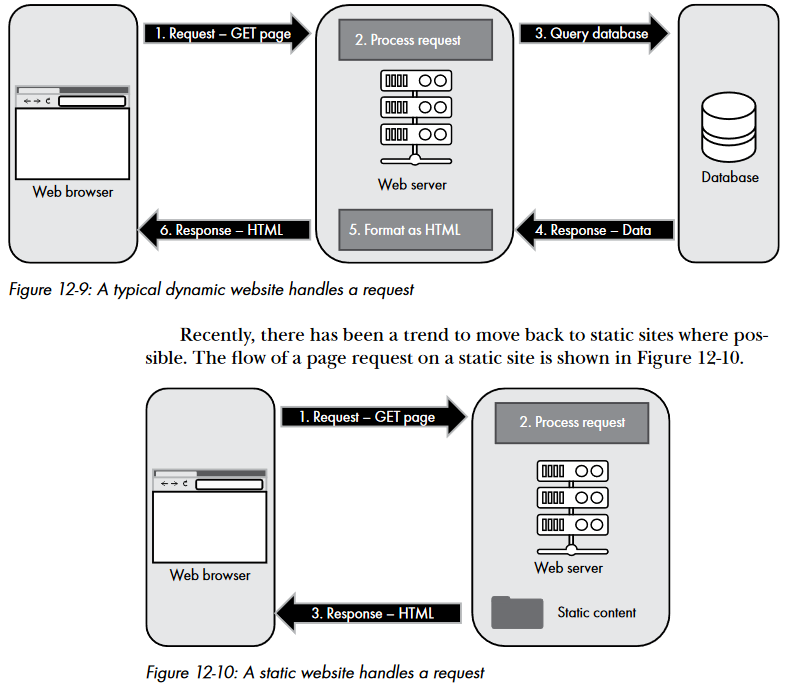 1. Request – GET page
2. Process request
3. Query database
Web browser
Web server
Database
6. Response – HTML
5. Format as HTML
4. Response – Data
Figure 12-9: A typical dynamic website handles a request
Recently, there has been a trend to move back to static sites where pos-
sible. The flow of a page request on a static site is shown in Figure 12-10.
1. Request – GET page
2. Process request
Web browser
Web server
3. Response – HTML
Static content
Figure 12-10: A static website handles a request